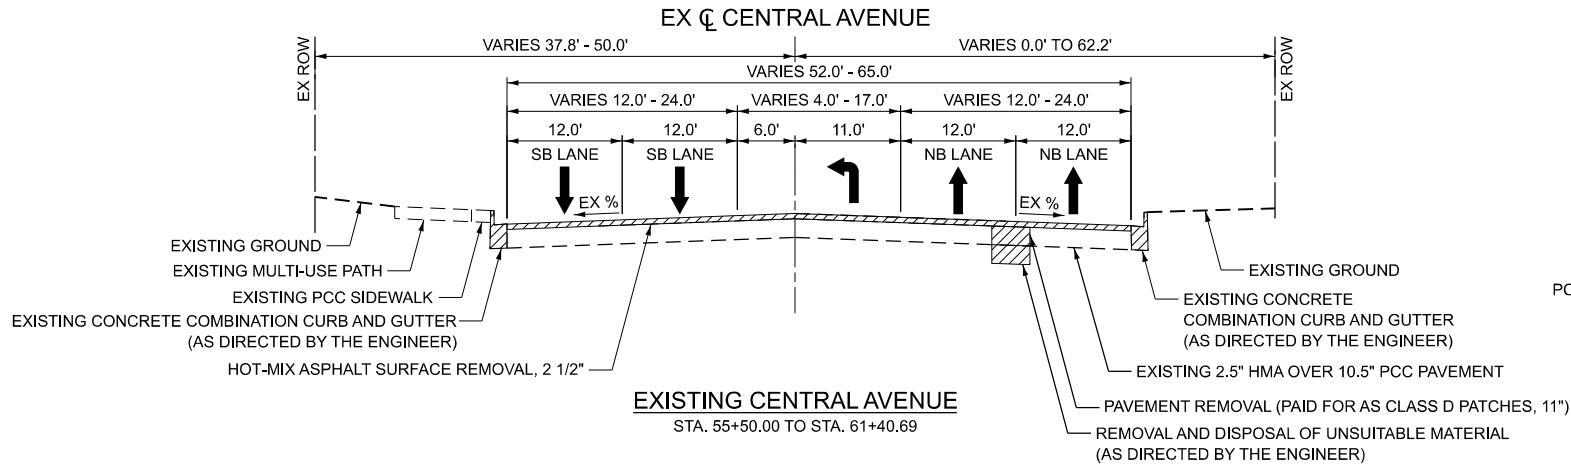 EX ℄ CENTRAL AVENUE
VARIES 37.8' - 50.0'
VARIES 0.0' TO 62.2'
EX ROW
EX ROW
VARIES 52.0' - 65.0'
VARIES 12.0' - 24.0'
VARIES 4.0' - 17.0'
VARIES 12.0' - 24.0'
12.0'
12.0'
6.0'
11.0'
12.0'
12.0'
SB LANE
SB LANE
NB LANE
NB LANE
EX %
EX %
EXISTING GROUND
EXISTING MULTI-USE PATH
EXISTING PCC SIDEWALK
EXISTING CONCRETE COMBINATION CURB AND GUTTER
(AS DIRECTED BY THE ENGINEER)
HOT-MIX ASPHALT SURFACE REMOVAL, 2 1/2"
EXISTING GROUND
EXISTING CONCRETE
COMBINATION CURB AND GUTTER
(AS DIRECTED BY THE ENGINEER)
EXISTING 2.5" HMA OVER 10.5" PCC PAVEMENT
PAVEMENT REMOVAL (PAID FOR AS CLASS D PATCHES, 11")
REMOVAL AND DISPOSAL OF UNSUITABLE MATERIAL
(AS DIRECTED BY THE ENGINEER)
EXISTING CENTRAL AVENUE
STA. 55+50.00 TO STA. 61+40.69